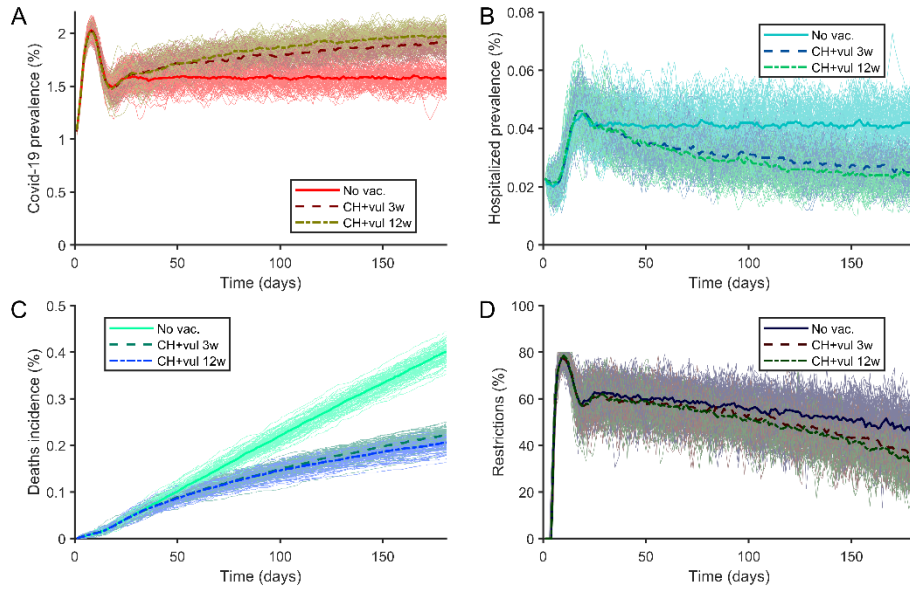 A
Covid-19 prevalence (%)
2
1.5
1
0.5
0
No vac.
CH+vul 3w
CH+vul 12w
0 50 100 150
Time (days)
B
Hospitalized prevalence (%)
0.08
0.06
0.04
0.02
0
No vac.
CH+vul 3w
CH+vul 12w
0 50 100 150
Time (days)
C
Deaths incidence (%)
0.5
0.4
0.3
0.2
0.1
0
No vac.
CH+vul 3w
CH+vul 12w
0 50 100 150
Time (days)
D
Restrictions (%)
100
80
60
40
20
0
No vac.
CH+vul 3w
CH+vul 12w
0 50 100 150
Time (days)